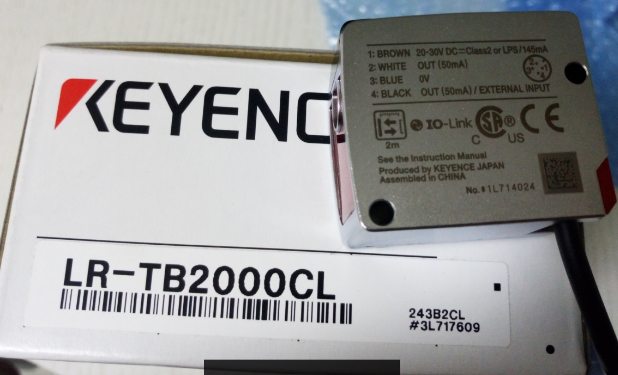 KEYENC
LR-TB2000CL
243B2CL
#3L717609
1: BROWN 20-30V DC⎓Class2 or LPS/145mA
2: WHITE OUT (50mA)
3: BLUE 0V
4: BLACK OUT (50mA) / EXTERNAL INPUT
2m
IO-Link
SA ®
C US
CE
See the Instruction Manual
Produced by KEYENCE JAPAN
Assembled in CHINA
No.#1L714024